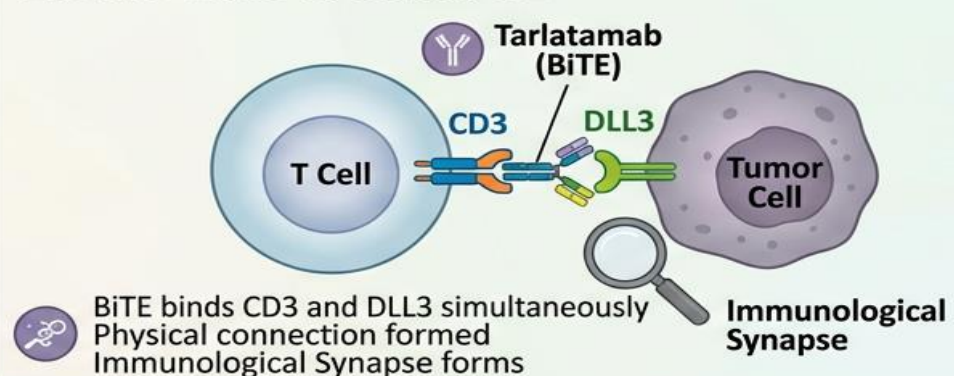 Tarlatamab
(BiTE)
CD3
DLL3
T Cell
Tumor
Cell
BiTE binds CD3 and DLL3 simultaneously
Physical connection formed
Immunological Synapse forms
Immunological
Synapse